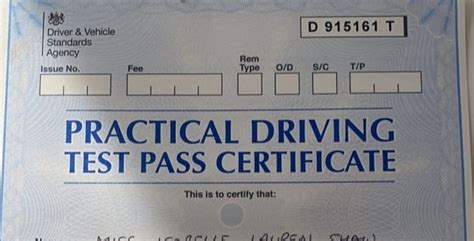 Driver & Vehicle
Standards
Agency
D 915161 T
Issue No. Fee Rem Type O/D S/C T/P
PRACTICAL DRIVING
TEST PASS CERTIFICATE
This is to certify that: